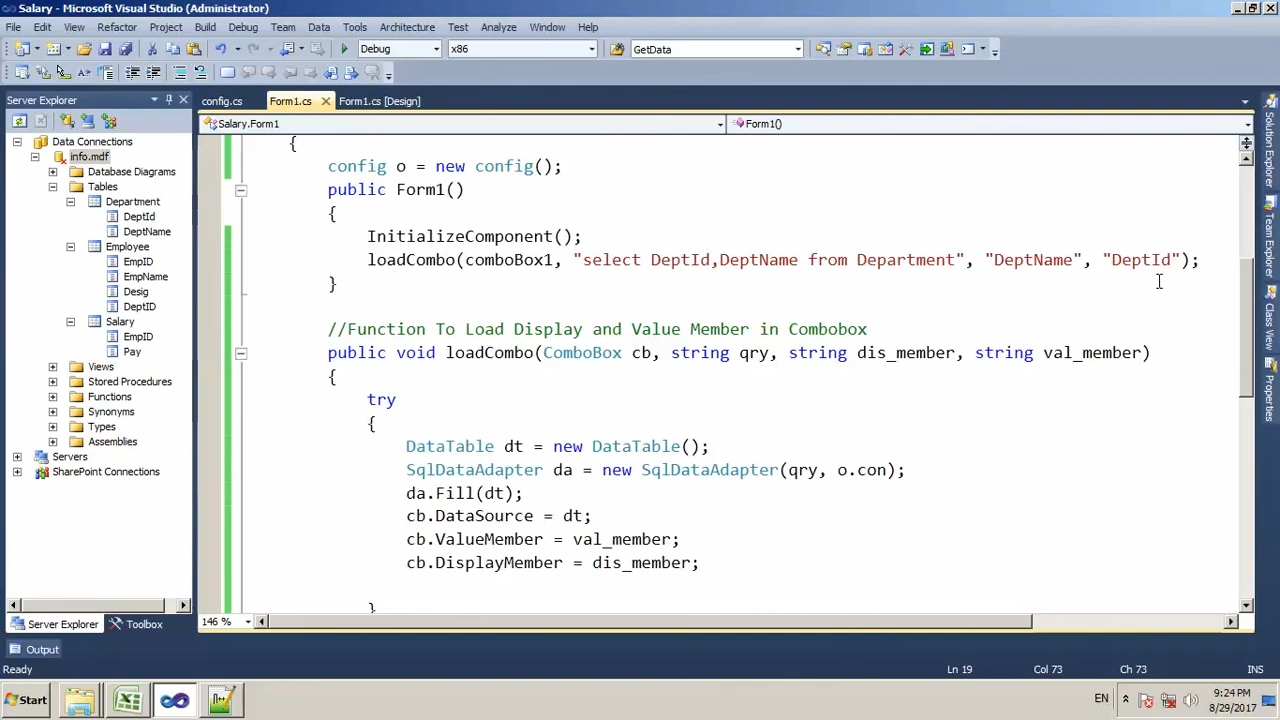 Salary - Microsoft Visual Studio (Administrator)
File Edit View Refactor Project Build Debug Team Data Tools Architecture Test Analyze Window Help
Debug x86 GetData
Server Explorer
config.cs Form1.cs Form1.cs [Design]
Salary.Form1 Form1()
Data Connections
info.mdf
Database Diagrams
Tables
Department
DeptId
DeptName
Employee
EmpID
EmpName
Desig
DeptID
Salary
EmpID
Pay
Views
Stored Procedures
Functions
Synonyms
Types
Assemblies
Servers
SharePoint Connections
{
config o = new config();
public Form1()
{
InitializeComponent();
loadCombo(comboBox1, "select DeptId,DeptName from Department", "DeptName", "DeptId");
}
//Function To Load Display and Value Member in Combobox
public void loadCombo(ComboBox cb, string qry, string dis_member, string val_member)
{
try
{
DataTable dt = new DataTable();
SqlDataAdapter da = new SqlDataAdapter(qry, o.con);
da.Fill(dt);
cb.DataSource = dt;
cb.ValueMember = val_member;
cb.DisplayMember = dis_member;
}
Solution Explorer
Team Explorer
Class View
Properties
146 %
Server Explorer Toolbox
Output
Ready Ln 19 Col 73 Ch 73 INS
Start EN 9:24 PM
8/29/2017